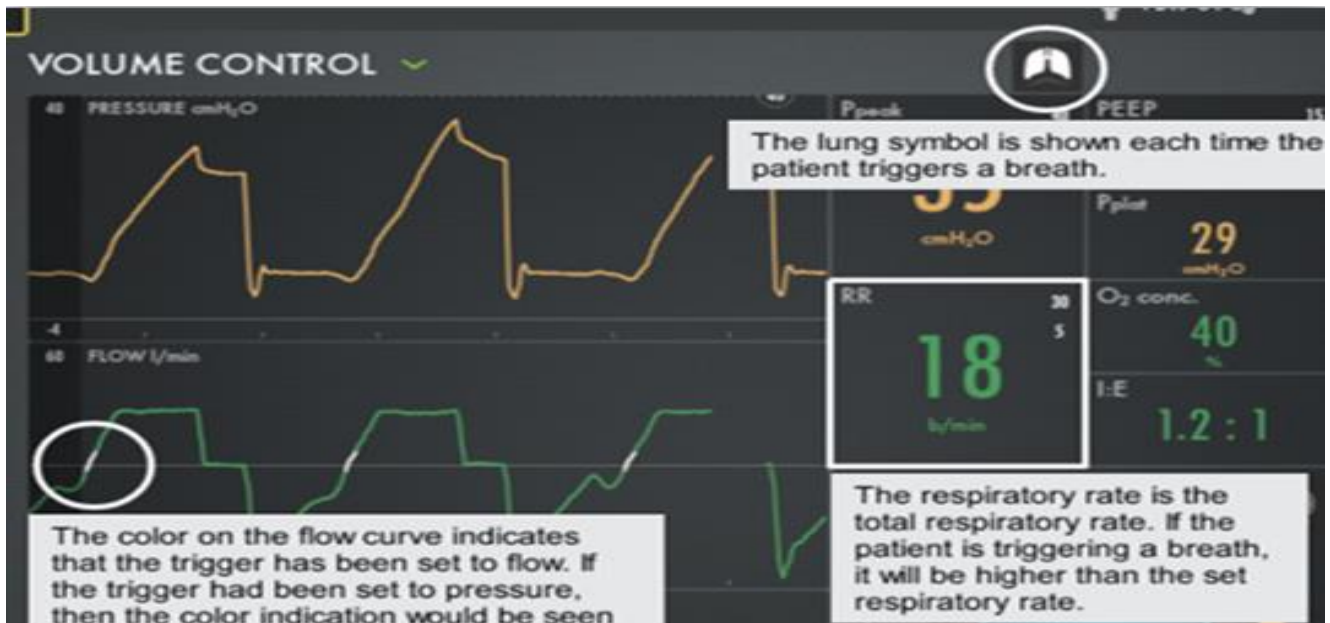 VOLUME CONTROL
40 PRESSURE cmH₂O
Ppeak
PEEP
15
The lung symbol is shown each time the
patient triggers a breath.
cmH₂O
Pplat
29
cmH₂O
-4
RR
30
5
18
b/min
O₂ conc.
40
%
60 FLOW l/min
I:E
1.2 : 1
The color on the flow curve indicates
that the trigger has been set to flow. If
the trigger had been set to pressure,
then the color indication would be seen
The respiratory rate is the
total respiratory rate. If the
patient is triggering a breath,
it will be higher than the set
respiratory rate.